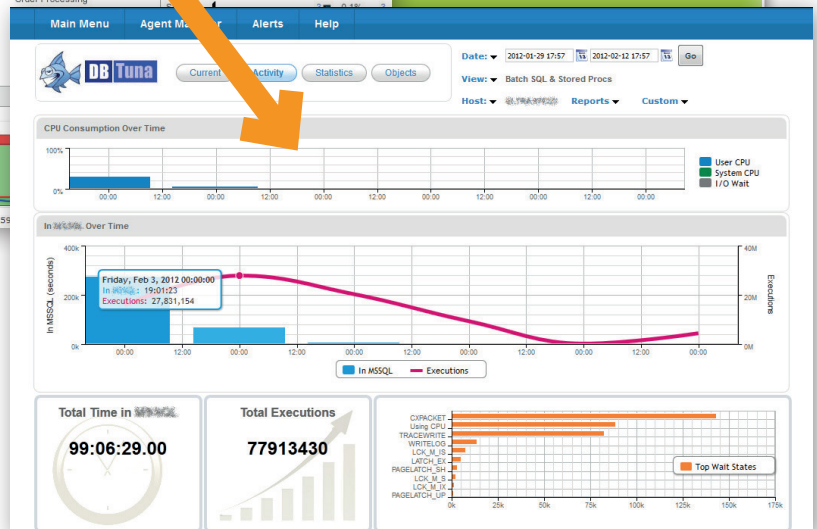 Order Processing
0.1%
Main Menu Agent Alerts Help
DB Tuna
Current Activity Statistics Objects
Date: 2012-01-29 17:57 2012-02-12 17:57 Go
View: Batch SQL & Stored Procs
Host: Reports Custom
CPU Consumption Over Time
100%
0%
00:00 12:00 00:00 12:00 00:00 12:00 00:00 12:00 00:00 12:00 00:00
User CPU
System CPU
I/O Wait
In Over Time
In MSSQL (seconds)
400k
200k
0k
Friday, Feb 3, 2012 00:00:00
In : 19:01:23
Executions: 27,831,154
40M
20M
0M
Executions
00:00 12:00 00:00 12:00 00:00 12:00 00:00 12:00 00:00 12:00 00:00
In MSSQL Executions
Total Time in
99:06:29.00
Total Executions
77913430
CXPACKET
Using CPU
TRACEWRITE
WRITELOG
LCK_M_IS
LATCH_EX
PAGELATCH_SH
LCK_M_S
LCK_M_IX
PAGELATCH_UP
0k 25k 50k 75k 100k 125k 150k 175k
Top Wait States